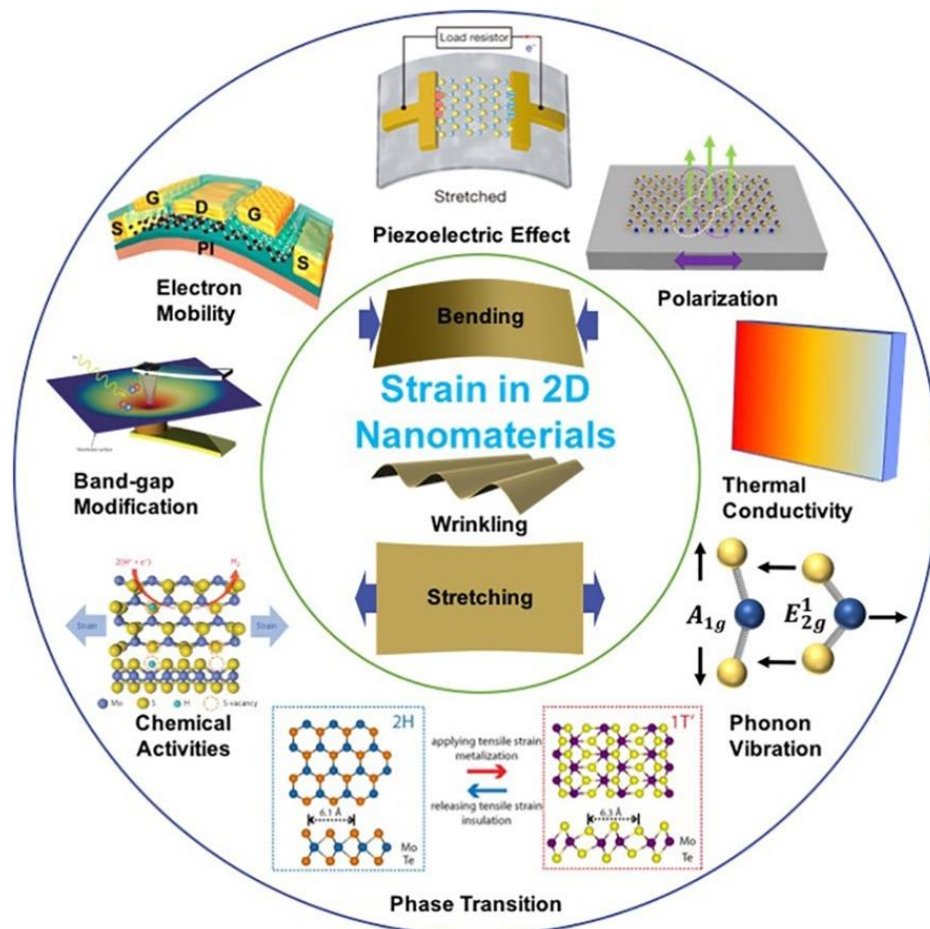 Load resistor
e⁻
Stretched
Piezoelectric Effect
G
D
G
S
S
PI
Electron
Mobility
Polarization
Bending
Strain in 2D
Nanomaterials
Wrinkling
Stretching
Band-gap
Modification
Thermal
Conductivity
A₁g
E¹₂g
Phonon
Vibration
2(H⁺ + e⁻)
H₂
Strain
Strain
Mo
S
H
S-vacancy
Chemical
Activities
2H
6.1 Å
Mo
Te
applying tensile strain
metalization
releasing tensile strain
insulation
1T'
6.3 Å
Mo
Te
Phase Transition